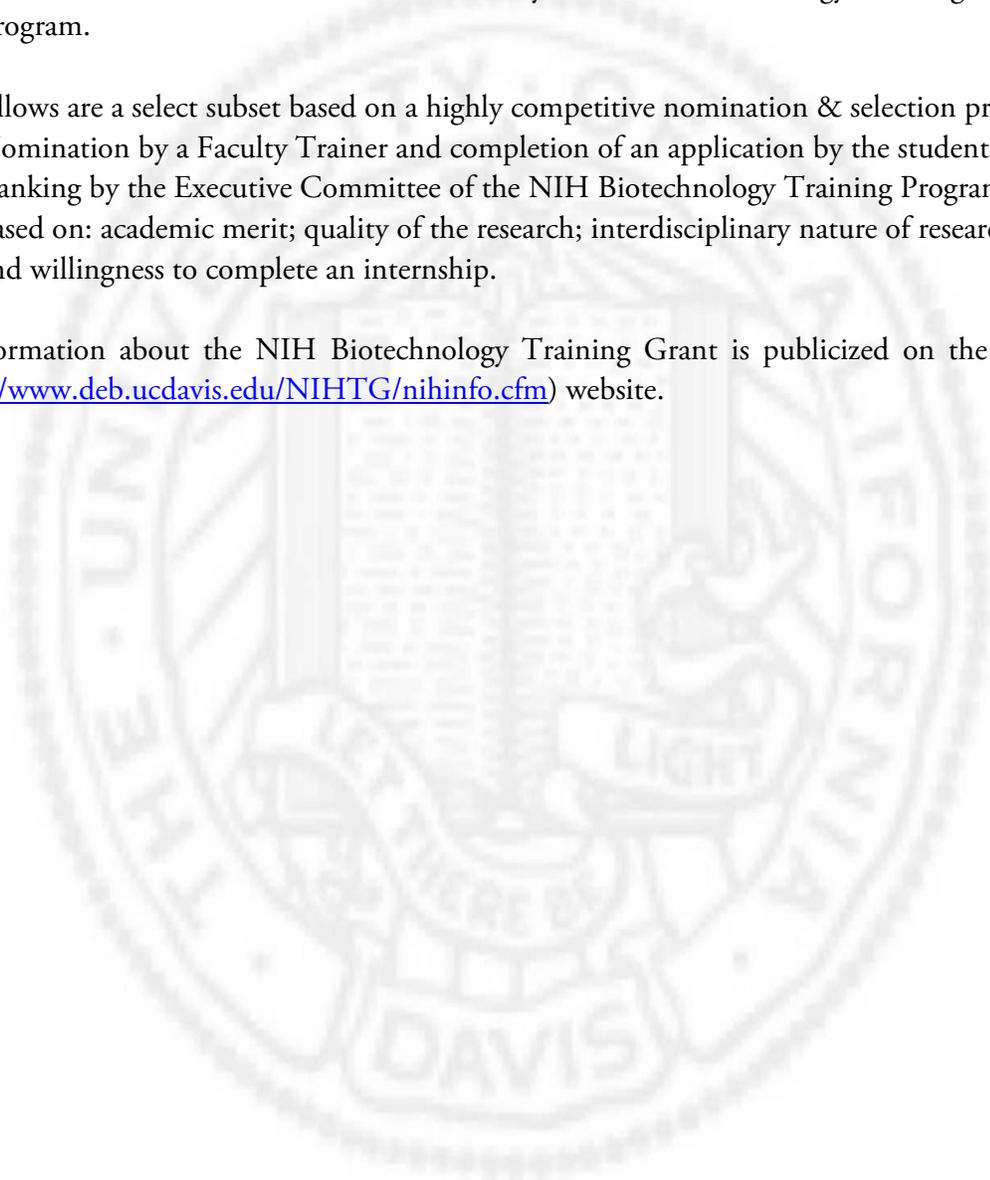 rogram.
llows are a select subset based on a highly competitive nomination & selection pr
omination by a Faculty Trainer and completion of an application by the student
anking by the Executive Committee of the NIH Biotechnology Training Program
ased on: academic merit; quality of the research; interdisciplinary nature of researc
nd willingness to complete an internship.
ormation about the NIH Biotechnology Training Grant is publicized on the
/www.deb.ucdavis.edu/NIHTG/nihinfo.cfm) website.
THE · UNIVERSITY · OF CALIFORNIA
LET THERE BE LIGHT
DAVIS